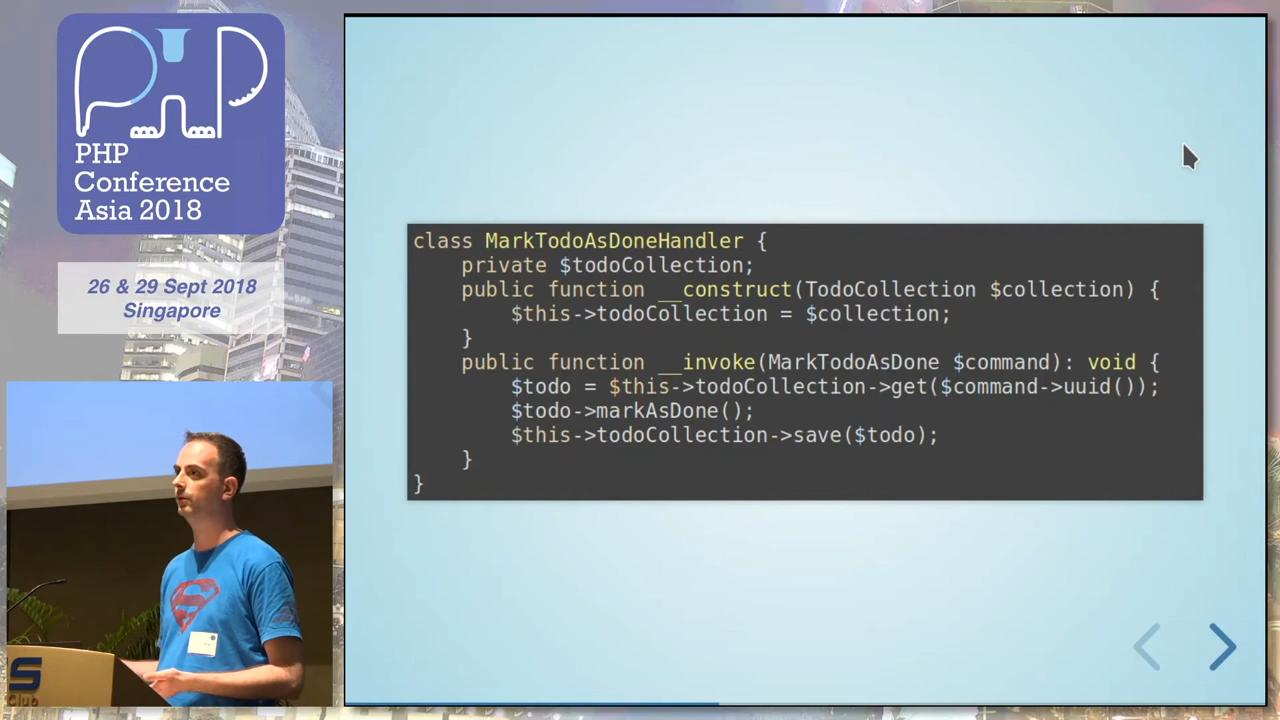 PHP
PHP
Conference
Asia 2018
26 & 29 Sept 2018
Singapore
class MarkTodoAsDoneHandler {
    private $todoCollection;
    public function __construct(TodoCollection $collection) {
        $this->todoCollection = $collection;
    }
    public function __invoke(MarkTodoAsDone $command): void {
        $todo = $this->todoCollection->get($command->uuid());
        $todo->markAsDone();
        $this->todoCollection->save($todo);
    }
}
S
S
Club